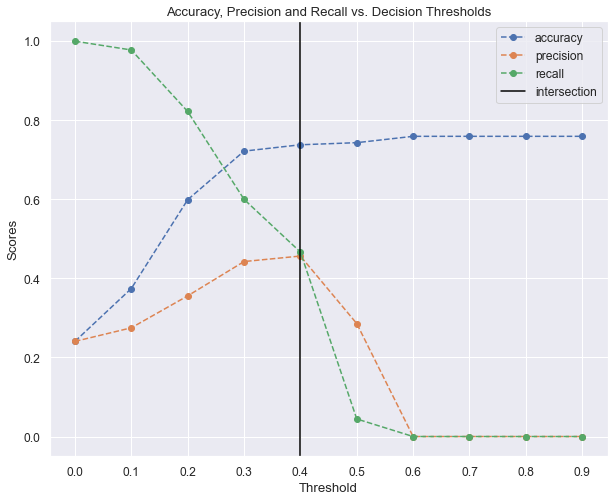 Accuracy, Precision and Recall vs. Decision Thresholds
accuracy
precision
recall
intersection
1.0
0.8
0.6
0.4
0.2
0.0
Scores
0.0 0.1 0.2 0.3 0.4 0.5 0.6 0.7 0.8 0.9
Threshold